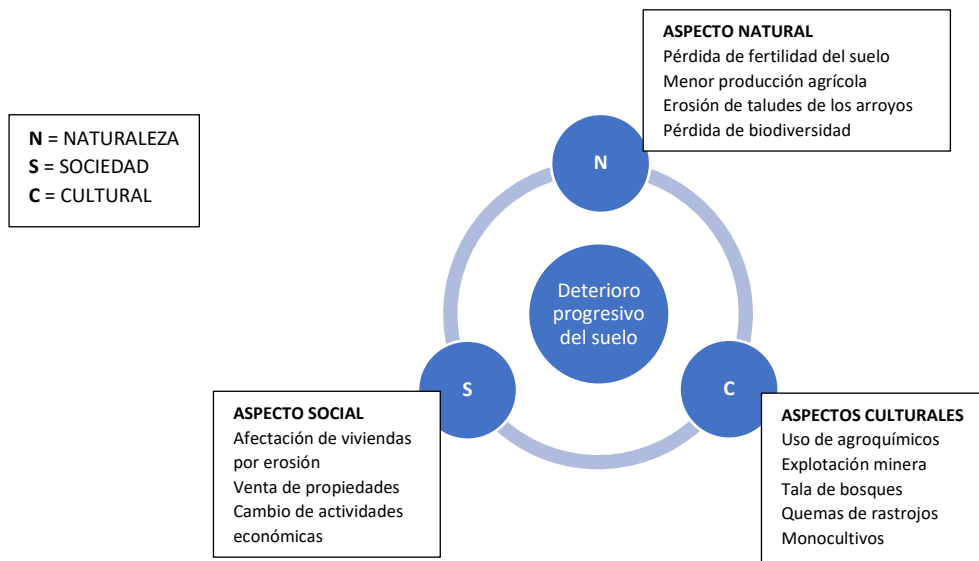 ASPECTO NATURAL
Pérdida de fertilidad del suelo
Menor producción agrícola
Erosión de taludes de los arroyos
Pérdida de biodiversidad
N = NATURALEZA
S = SOCIEDAD
C = CULTURAL
N
Deterioro
progresivo
del suelo
S
C
ASPECTO SOCIAL
Afectación de viviendas
por erosión
Venta de propiedades
Cambio de actividades
económicas
ASPECTOS CULTURALES
Uso de agroquímicos
Explotación minera
Tala de bosques
Quemas de rastrojos
Monocultivos